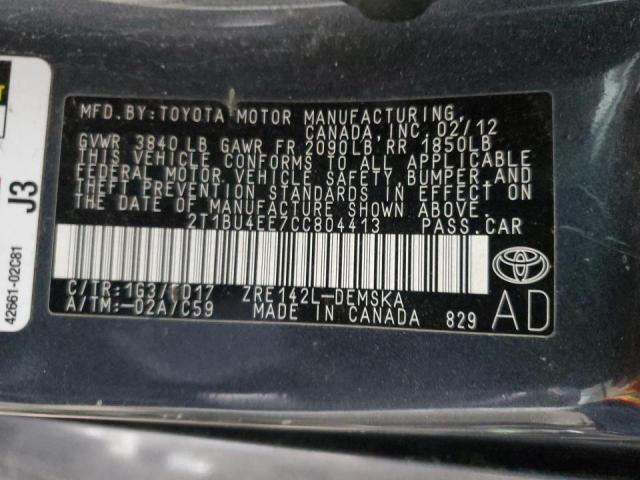 MFD. BY: TOYOTA MOTOR MANUFACTURING,
CANADA, INC. 02/12
GVWR 3840 LB GAWR FR 2090LB RR 1850LB
THIS VEHICLE CONFORMS TO ALL APPLICABLE
FEDERAL MOTOR VEHICLE SAFETY, BUMPER, AND
THEFT PREVENTION STANDARDS IN EFFECT ON
THE DATE OF MANUFACTURE SHOWN ABOVE.
2T1BU4EE7CC804413 PASS. CAR
C/TR: 1G3/FD17 ZRE142L-DEMSKA
A/TM: -02A/C59 MADE IN CANADA 829
AD
J3
42661-02C81